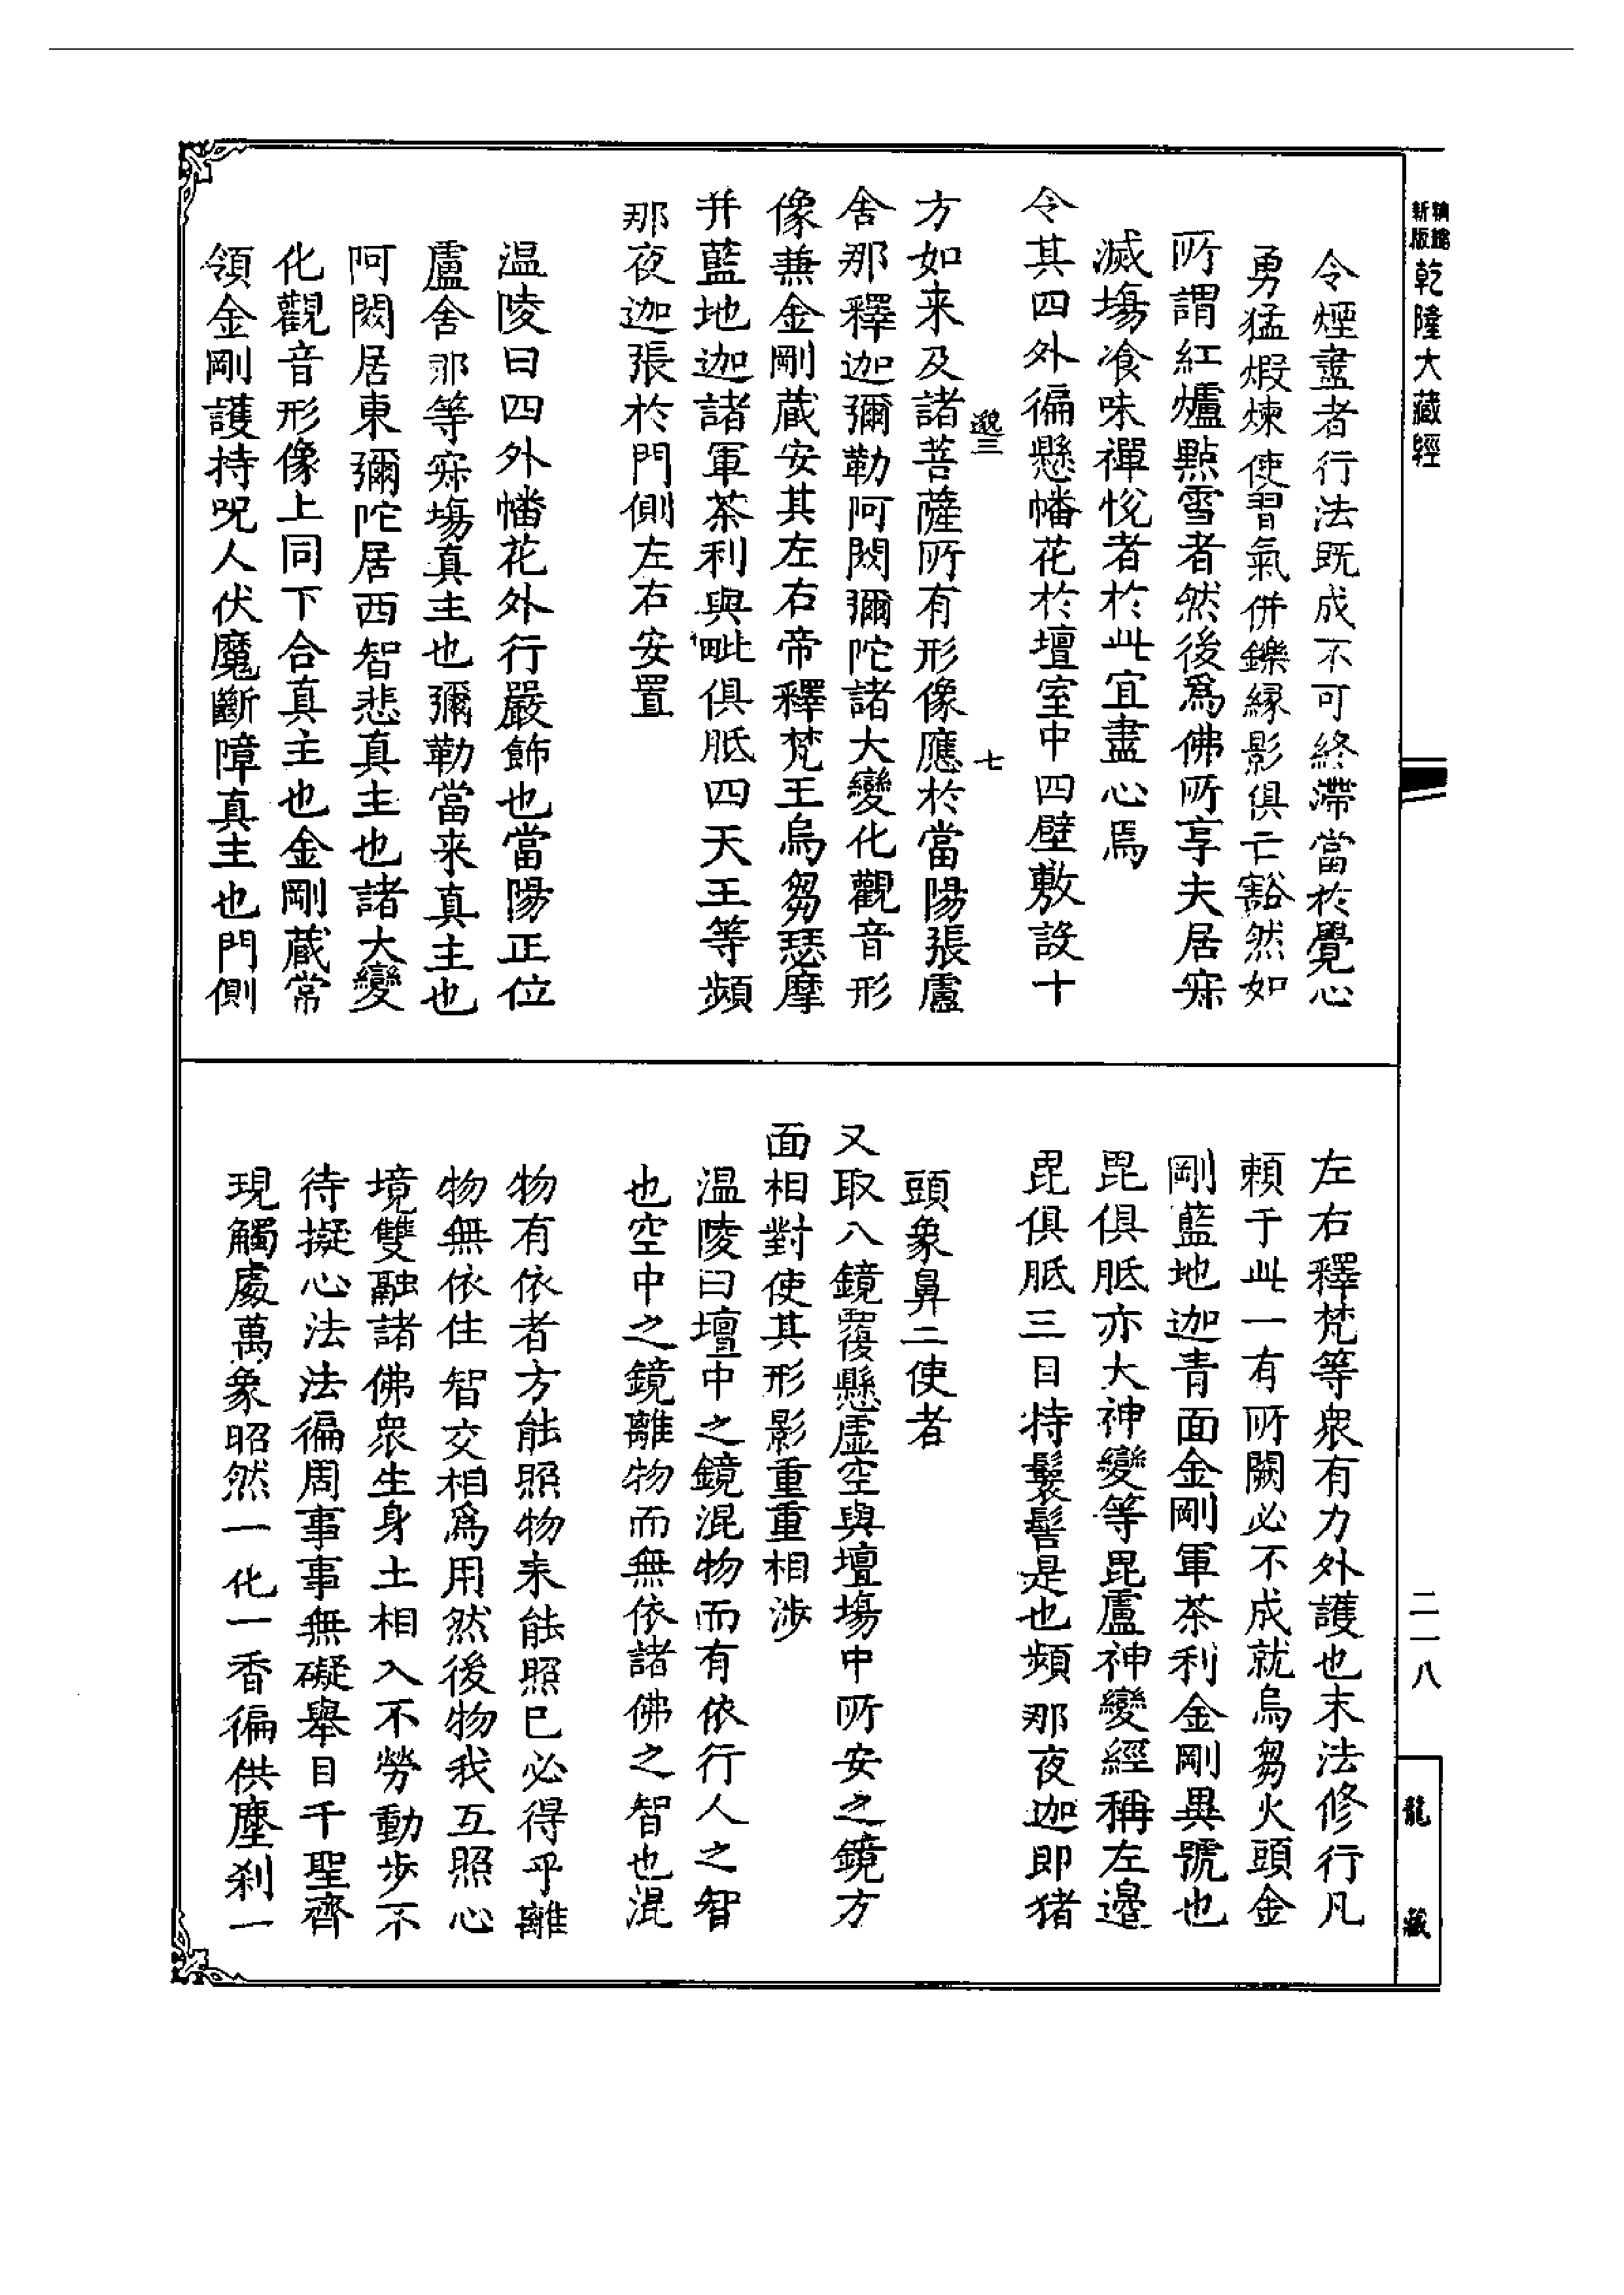 精編
新版
乾隆大藏經
令煙盡者行法既成不可終滯當於覺心
勇猛煆煉使習氣併鑠緣影俱亡豁然如
所謂紅爐點雪者然後爲佛所享夫居寂
滅塲飡味禪悅者於此宜盡心焉
令其四外徧懸幡花於壇室中四壁敷設十
七
方如来及諸菩薩所有形像應於當陽張盧
舍那釋迦彌勒阿閦彌陀諸大變化觀音形
像兼金剛藏安其左右帝釋梵王烏芻瑟摩
并藍地迦諸軍茶利與毗俱胝四天王等頻
那夜迦張於門側左右安置
温陵曰四外幡花外行嚴飾也當陽正位
盧舍那等寂塲真主也彌勒當来真主也
阿閦居東彌陀居西智悲真主也諸大變
化觀音形像上同下合真主也金剛藏常
領金剛護持呪人伏魔斷障真主也門側
左右釋梵等衆有力外護也末法修行凡
賴于此一有所闕必不成就烏芻火頭金
剛藍地迦青面金剛軍茶利金剛異號也
毘俱胝亦大神變等毘盧神變經稱左邊
毘俱胝三目持鬘髻是也頻那夜迦即猪
頭象鼻二使者
又取八鏡覆懸虛空與壇塲中所安之鏡方
面相對使其形影重重相涉
温陵曰壇中之鏡混物而有依行人之智
也空中之鏡離物而無依諸佛之智也混
物有依者方能照物未能照已必得乎離
物無依住智交相爲用然後物我互照心
境雙融諸佛衆生身土相入不勞動步不
待擬心法法徧周事事無礙舉目千聖齊
現觸處萬象昭然一化一香徧供塵刹一
二一八
龍藏